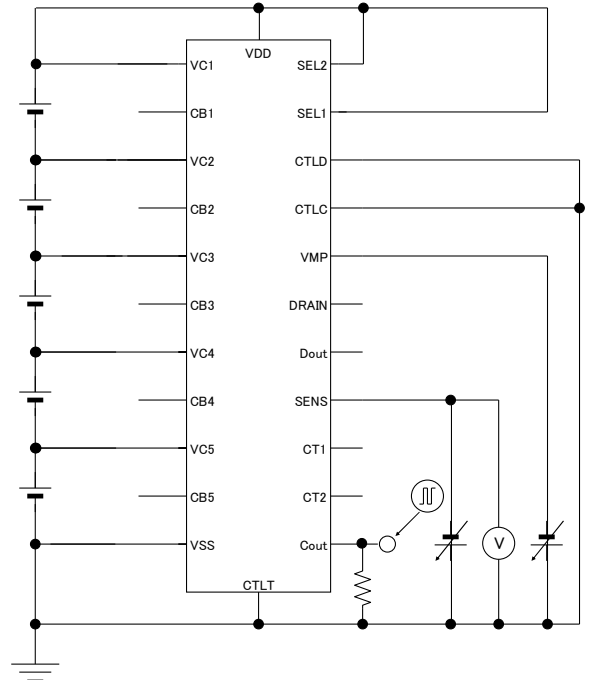 VDD
VC1
SEL2
CB1
SEL1
VC2
CTLD
CB2
CTLC
VC3
VMP
CB3
DRAIN
VC4
Dout
CB4
SENS
VC5
CT1
CB5
CT2
VSS
Cout
V
CTLT